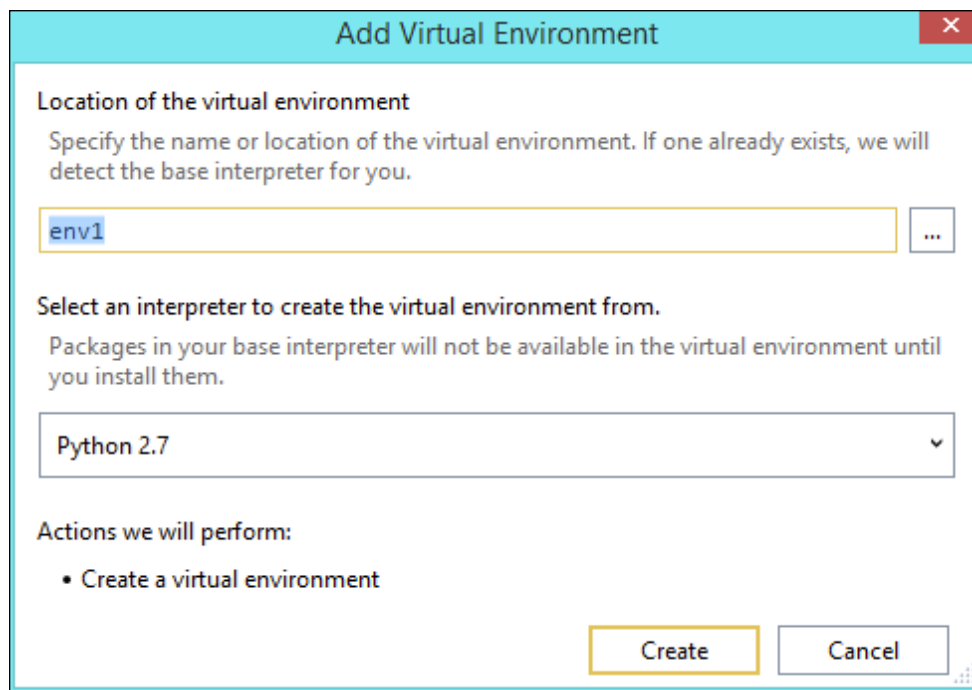 Add Virtual Environment
Location of the virtual environment
Specify the name or location of the virtual environment. If one already exists, we will
detect the base interpreter for you.
env1
...
Select an interpreter to create the virtual environment from.
Packages in your base interpreter will not be available in the virtual environment until
you install them.
Python 2.7
Actions we will perform:
• Create a virtual environment
Create Cancel